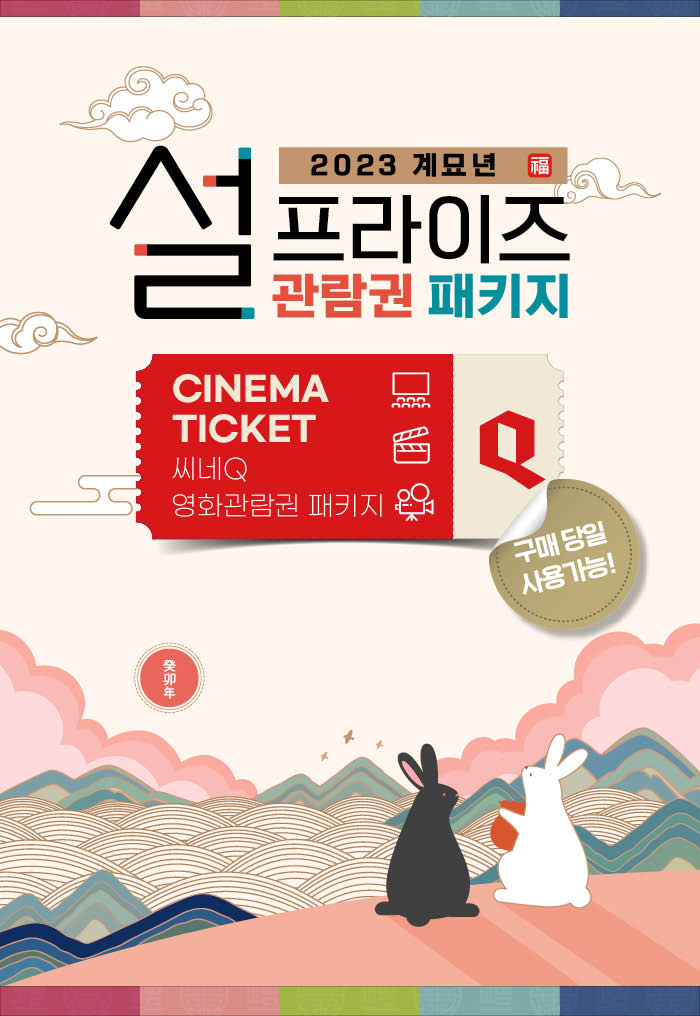 2023 계묘년 福
설프라이즈
관람권 패키지
CINEMA
TICKET
씨네Q
영화관람권 패키지
Q
구매 당일
사용가능!
癸
卯
年